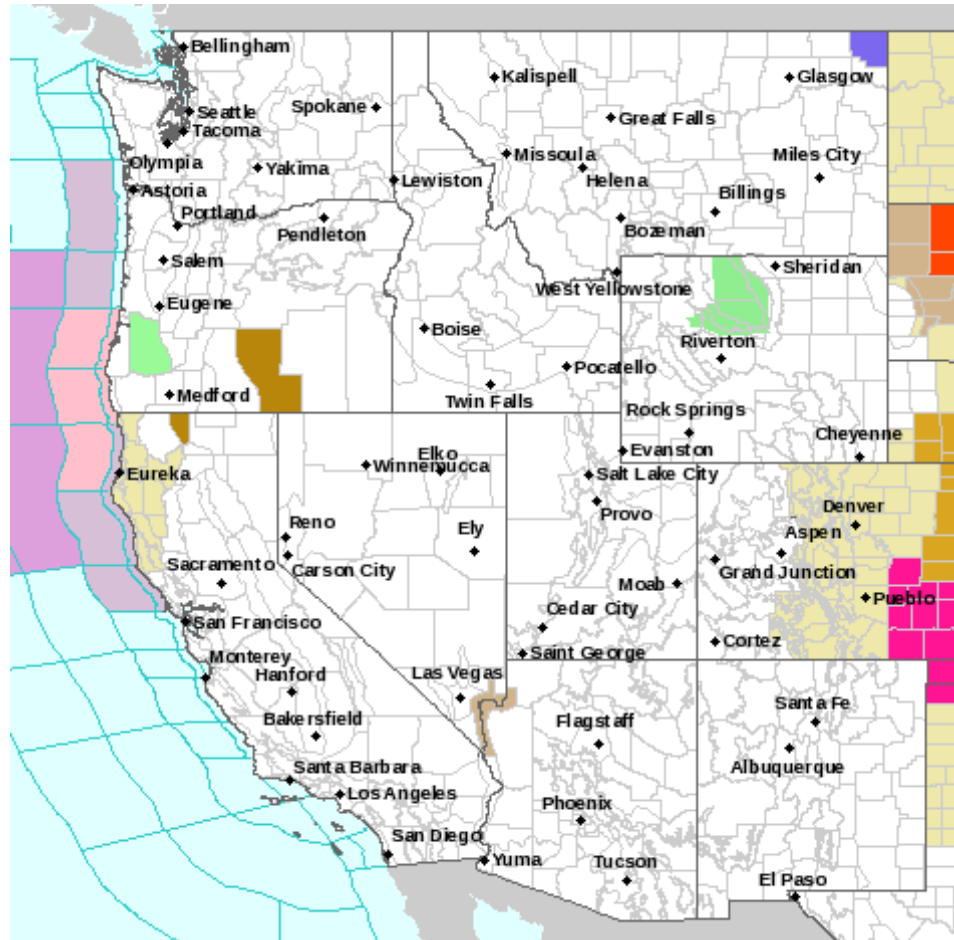 Bellingham
Kalispell
Glasgow
Spokane
Seattle
Great Falls
Tacoma
Olympia
Missoula
Miles City
Yakima
Helena
Lewiston
Astoria
Billings
Portland
Pendleton
Bozeman
Salem
Sheridan
West Yellowstone
Eugene
Boise
Riverton
Pocatello
Medford
Twin Falls
Rock Springs
Cheyenne
Elko
Evanston
Winnemucca
Eureka
Salt Lake City
Provo
Denver
Reno
Ely
Aspen
Sacramento
Carson City
Grand Junction
Moab
Pueblo
Cedar City
San Francisco
Cortez
Saint George
Monterey
Hanford
Las Vegas
Santa Fe
Bakersfield
Flagstaff
Albuquerque
Santa Barbara
Los Angeles
Phoenix
San Diego
Yuma
Tucson
El Paso